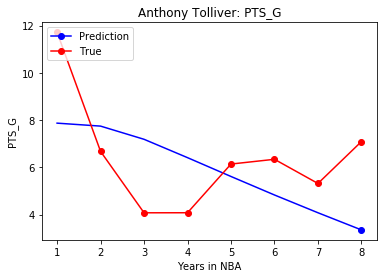 Anthony Tolliver: PTS_G
Prediction
True
PTS_G
12
10
8
6
4
1 2 3 4 5 6 7 8
Years in NBA